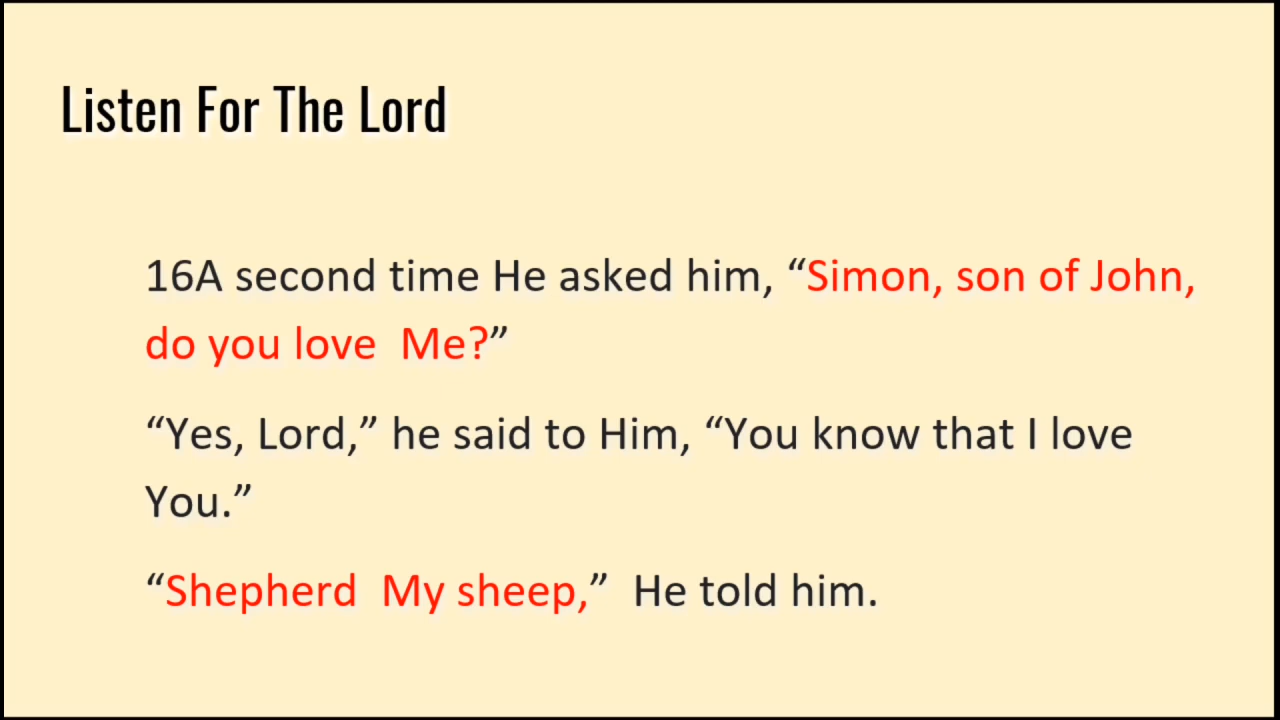 Listen For The Lord
16A second time He asked him, “Simon, son of John,
do you love  Me?”
“Yes, Lord,” he said to Him, “You know that I love
You.”
“Shepherd  My sheep,”  He told him.